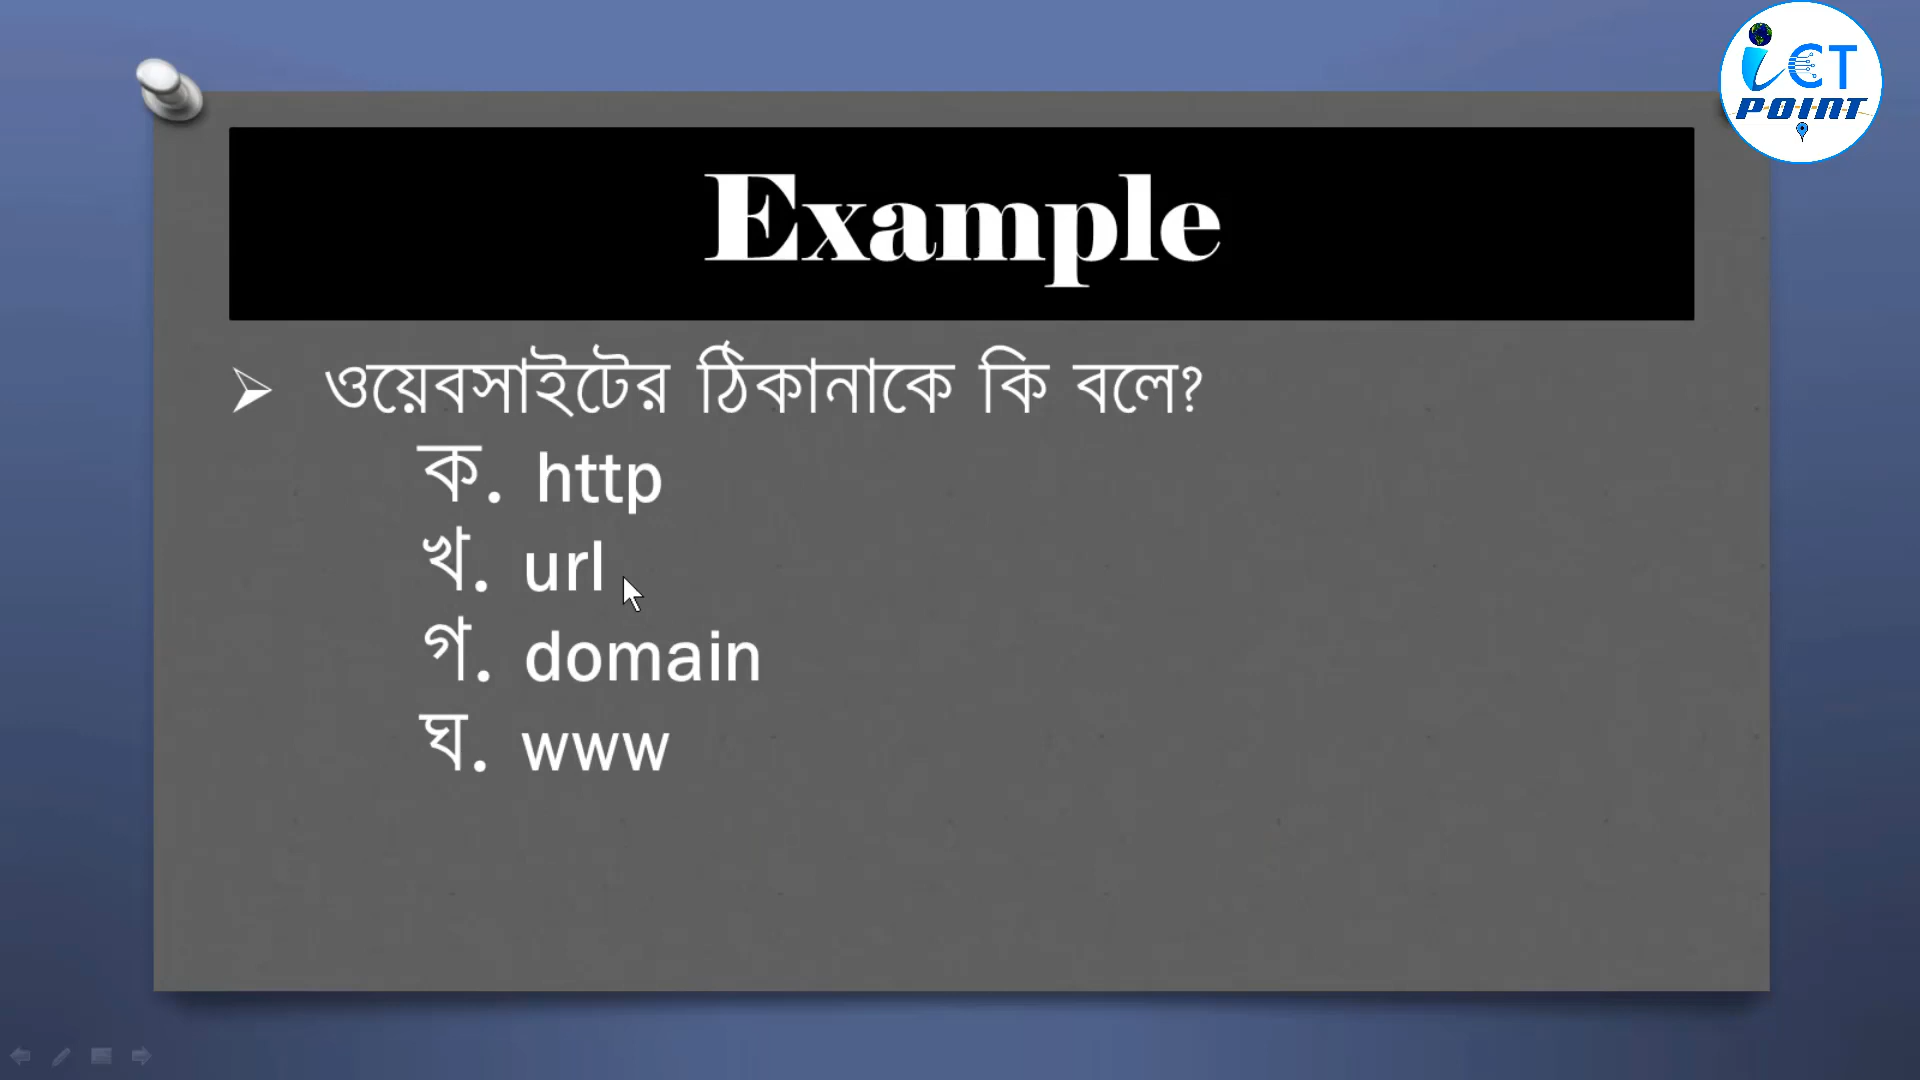 iCT
POINT
Example
➢ ওয়েবসাইটের ঠিকানাকে কি বলে?
ক. http
খ. url
গ. domain
ঘ. www